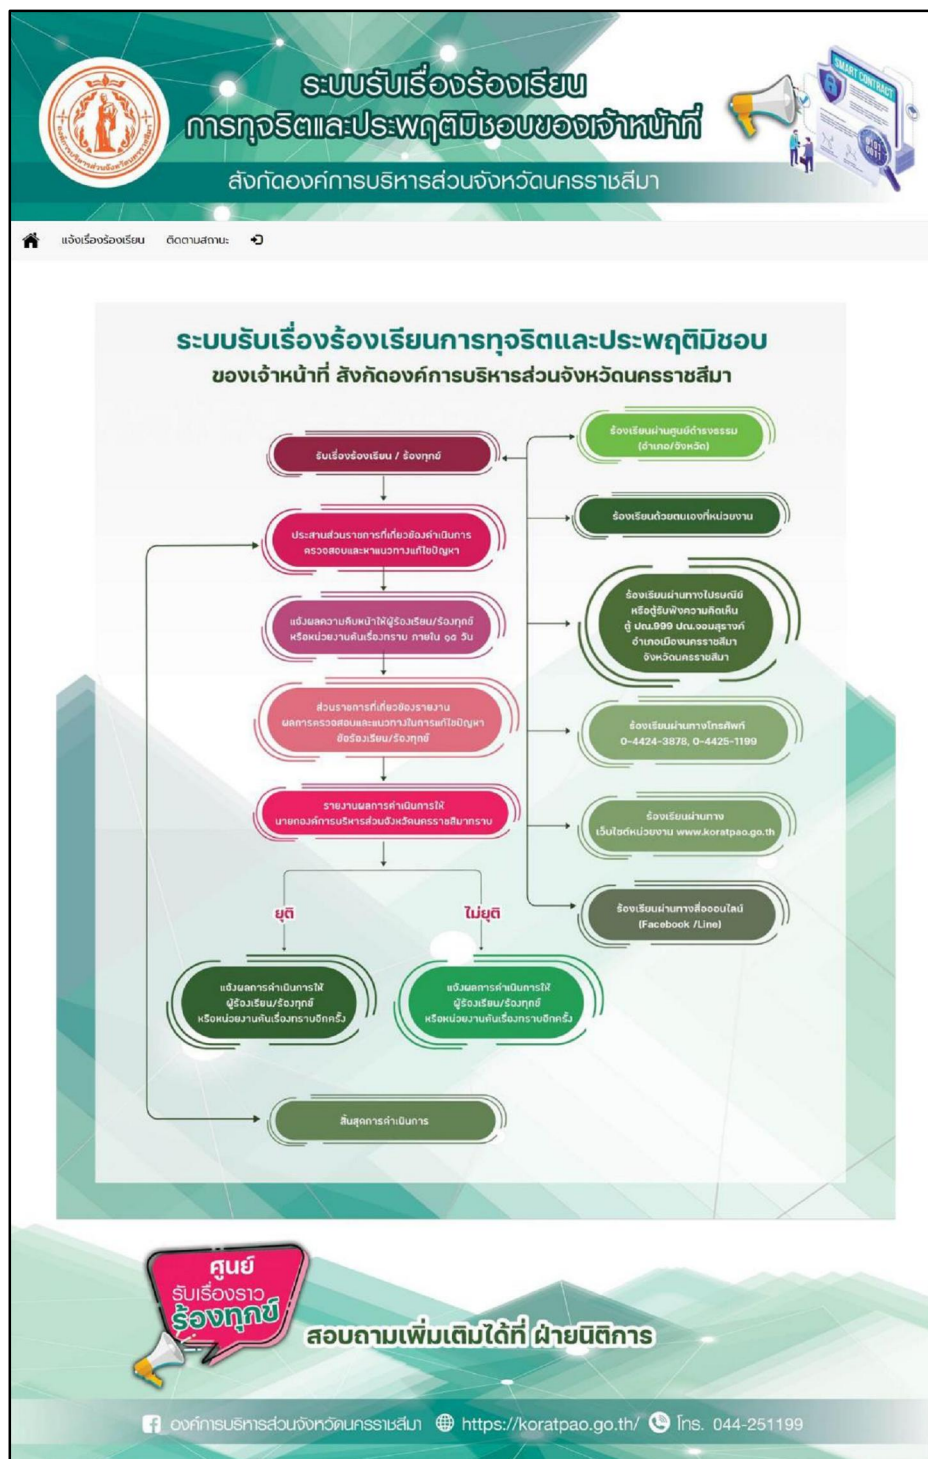 ระบบรับเรื่องร้องเรียน
การทุจริตและประพฤติมิชอบของเจ้าหน้าที่
สังกัดองค์การบริหารส่วนจังหวัดนครราชสีมา
SMART CONTRACT
แจ้งเรื่องร้องเรียน ติดตามสถานะ
ระบบรับเรื่องร้องเรียนการทุจริตและประพฤติมิชอบ
ของเจ้าหน้าที่ สังกัดองค์การบริหารส่วนจังหวัดนครราชสีมา
รับเรื่องร้องเรียน / ร้องทุกข์
ประสานส่วนราชการที่เกี่ยวข้องดำเนินการ
ตรวจสอบและหาแนวทางแก้ไขปัญหา
แจ้งผลความคืบหน้าให้ผู้ร้องเรียน/ร้องทุกข์
หรือหน่วยงานต้นเรื่องทราบ ภายใน ๑๕ วัน
ส่วนราชการที่เกี่ยวข้องรายงาน
ผลการตรวจสอบและแนวทางในการแก้ไขปัญหา
ข้อร้องเรียน/ร้องทุกข์
รายงานผลการดำเนินการให้
นายกองค์การบริหารส่วนจังหวัดนครราชสีมาทราบ
ยุติ
ไม่ยุติ
แจ้งผลการดำเนินการให้
ผู้ร้องเรียน/ร้องทุกข์
หรือหน่วยงานต้นเรื่องทราบอีกครั้ง
แจ้งผลการดำเนินการให้
ผู้ร้องเรียน/ร้องทุกข์
หรือหน่วยงานต้นเรื่องทราบอีกครั้ง
สิ้นสุดการดำเนินการ
ร้องเรียนผ่านศูนย์ดำรงธรรม
(อำเภอ/จังหวัด)
ร้องเรียนด้วยตนเองที่หน่วยงาน
ร้องเรียนผ่านทางไปรษณีย์
หรือตู้รับฟังความคิดเห็น
ตู้ ปณ.999 ปณ.จอมสุรางค์
อำเภอเมืองนครราชสีมา
จังหวัดนครราชสีมา
ร้องเรียนผ่านทางโทรศัพท์
0-4424-3878, 0-4425-1199
ร้องเรียนผ่านทาง
เว็บไซต์หน่วยงาน www.koratpao.go.th
ร้องเรียนผ่านทางสื่อออนไลน์
(Facebook /Line)
ศูนย์
รับเรื่องราว
ร้องทุกข์
สอบถามเพิ่มเติมได้ที่ ฝ่ายนิติการ
องค์การบริหารส่วนจังหวัดนครราชสีมา https://koratpao.go.th/ โทร. 044-251199